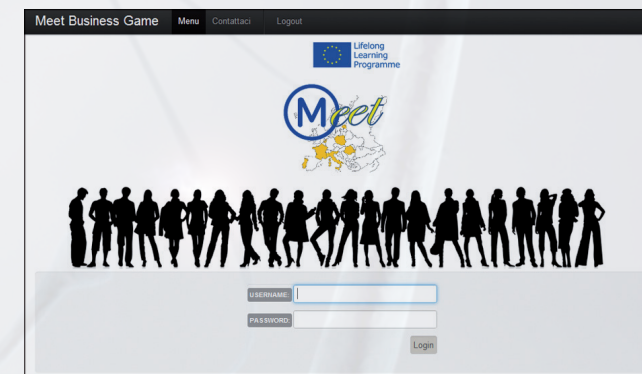 Meet Business Game Menu Contattaci Logout
Lifelong
Learning
Programme
Meet
USERNAME:
PASSWORD:
Login